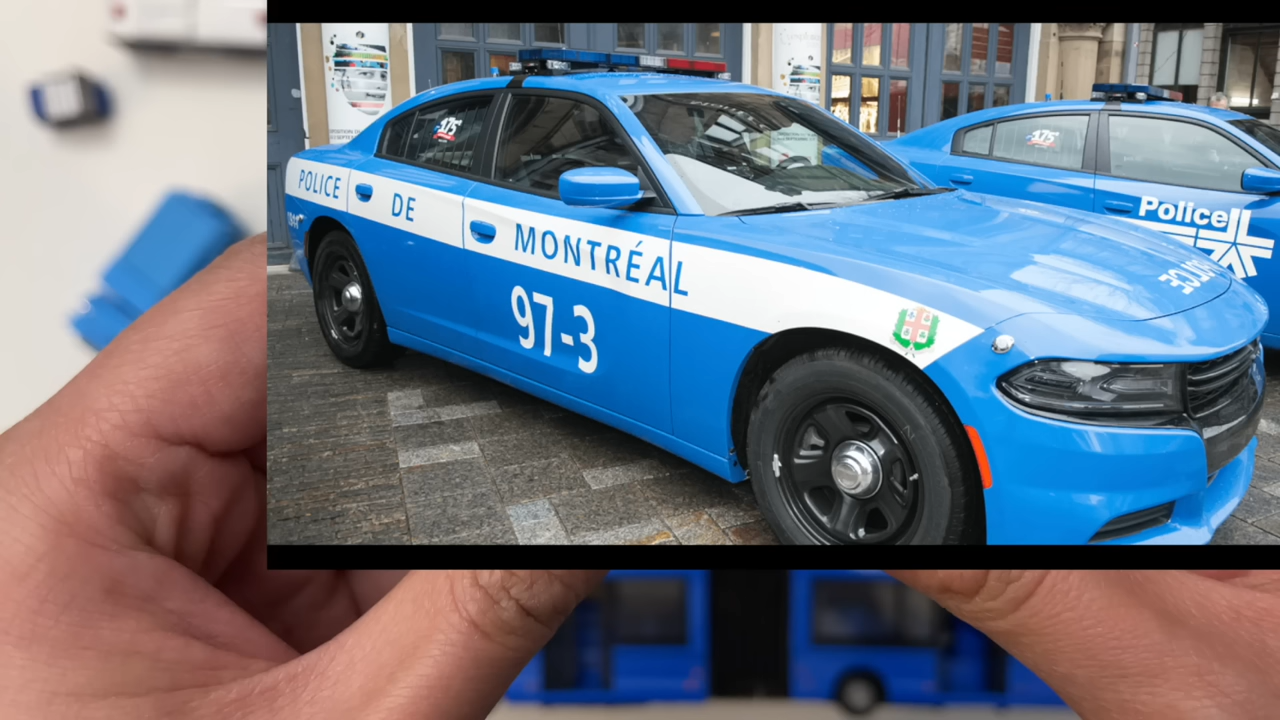 POLICE DE MONTRÉAL
97-3
175
175
Police
POLICE